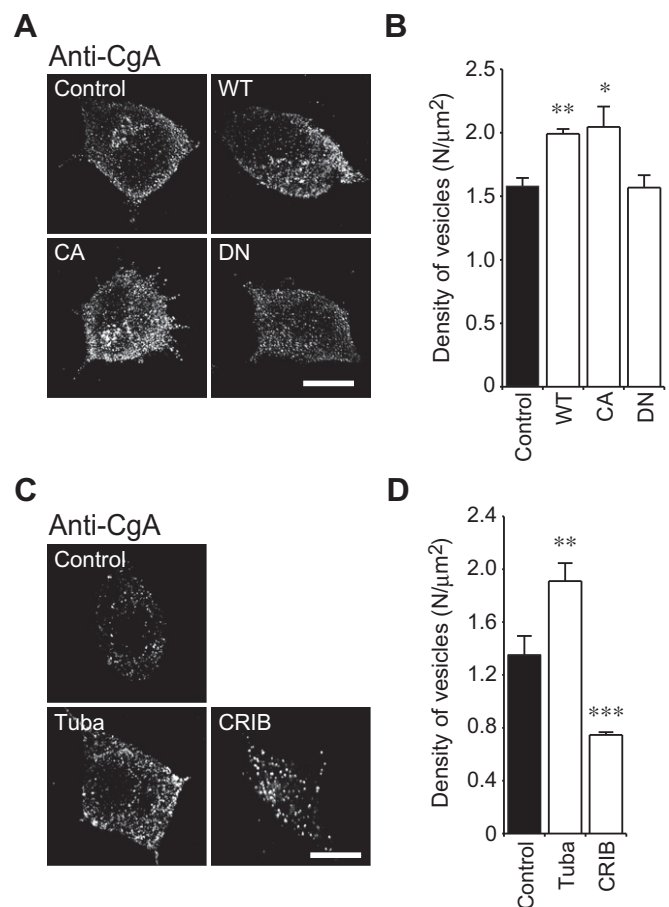 A
Anti-CgA
Control
WT
CA
DN
B
Density of vesicles (N/μm²)
2.5
2.0
1.5
1.0
0.5
0
**
*
Control
WT
CA
DN
C
Anti-CgA
Control
Tuba
CRIB
D
Density of vesicles (N/μm²)
2.4
2.0
1.6
1.2
0.8
0.4
0
**
***
Control
Tuba
CRIB